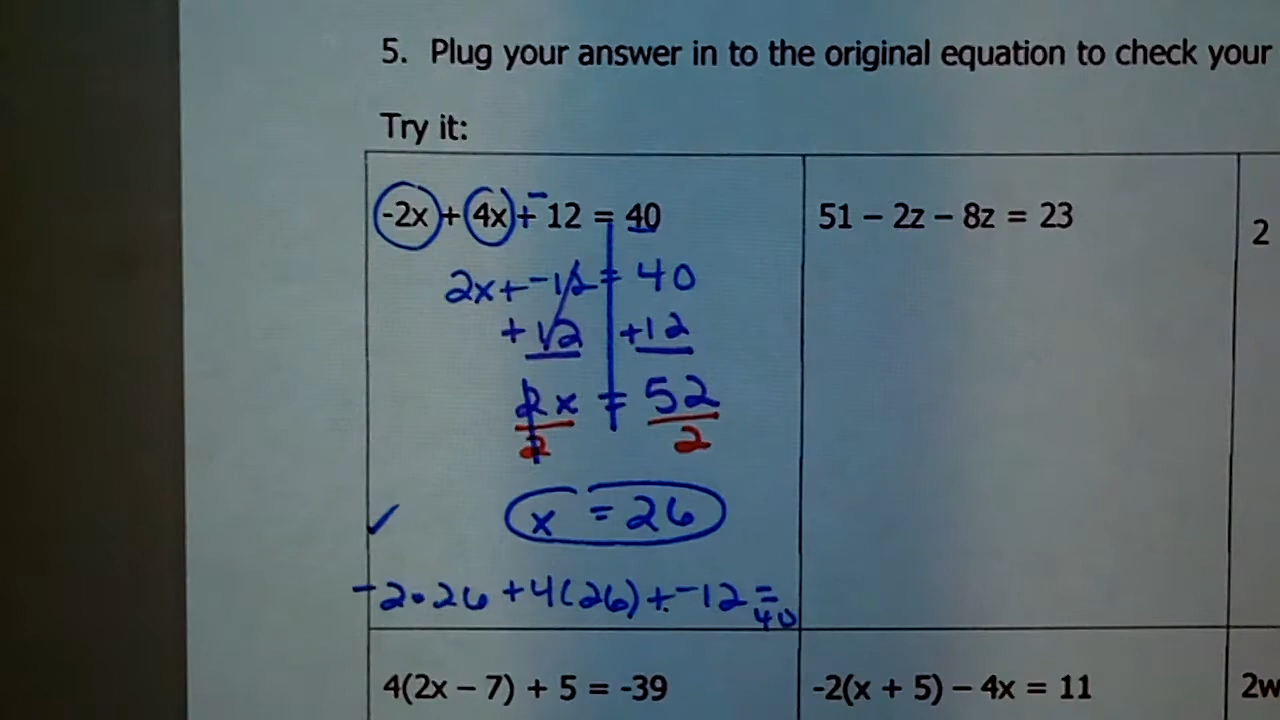 5. Plug your answer in to the original equation to check your
Try it:
-2x + 4x + ⁻12 = 40
2x + ⁻12 = 40
+12 +12
2x = 52
2 2
x = 26
✓
-2•26 + 4(26) + ⁻12 = 40
51 – 2z – 8z = 23
2
4(2x – 7) + 5 = -39
-2(x + 5) – 4x = 11
2w